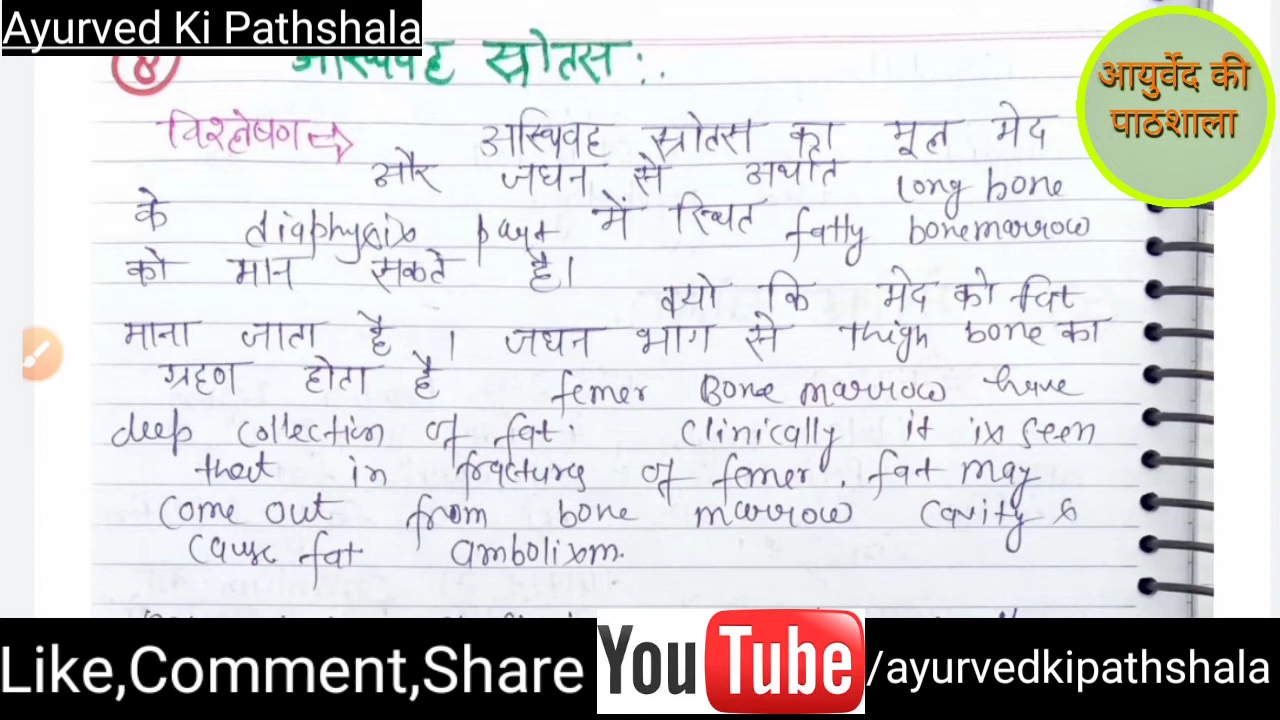 Ayurved Ki Pathshala
अस्थिवह स्रोतस :.
आयुर्वेद की
पाठशाला
विश्लेषण → अस्थिवह स्रोतस का मूल मेद
और जघन से अर्थात long bone
के diaphysis part में स्थित fatty bonemarrow
को मान सकते है।
क्यो कि मेद को fat
माना जाता है । जघन भाग से thigh bone का
ग्रहण होता है femer Bone marrow have
deep collection of fat. clinically it is seen
that in fracture of femer. fat may
come out from bone marrow cavity &
cause fat ambolism.
Like,Comment,Share YouTube/ayurvedkipathshala